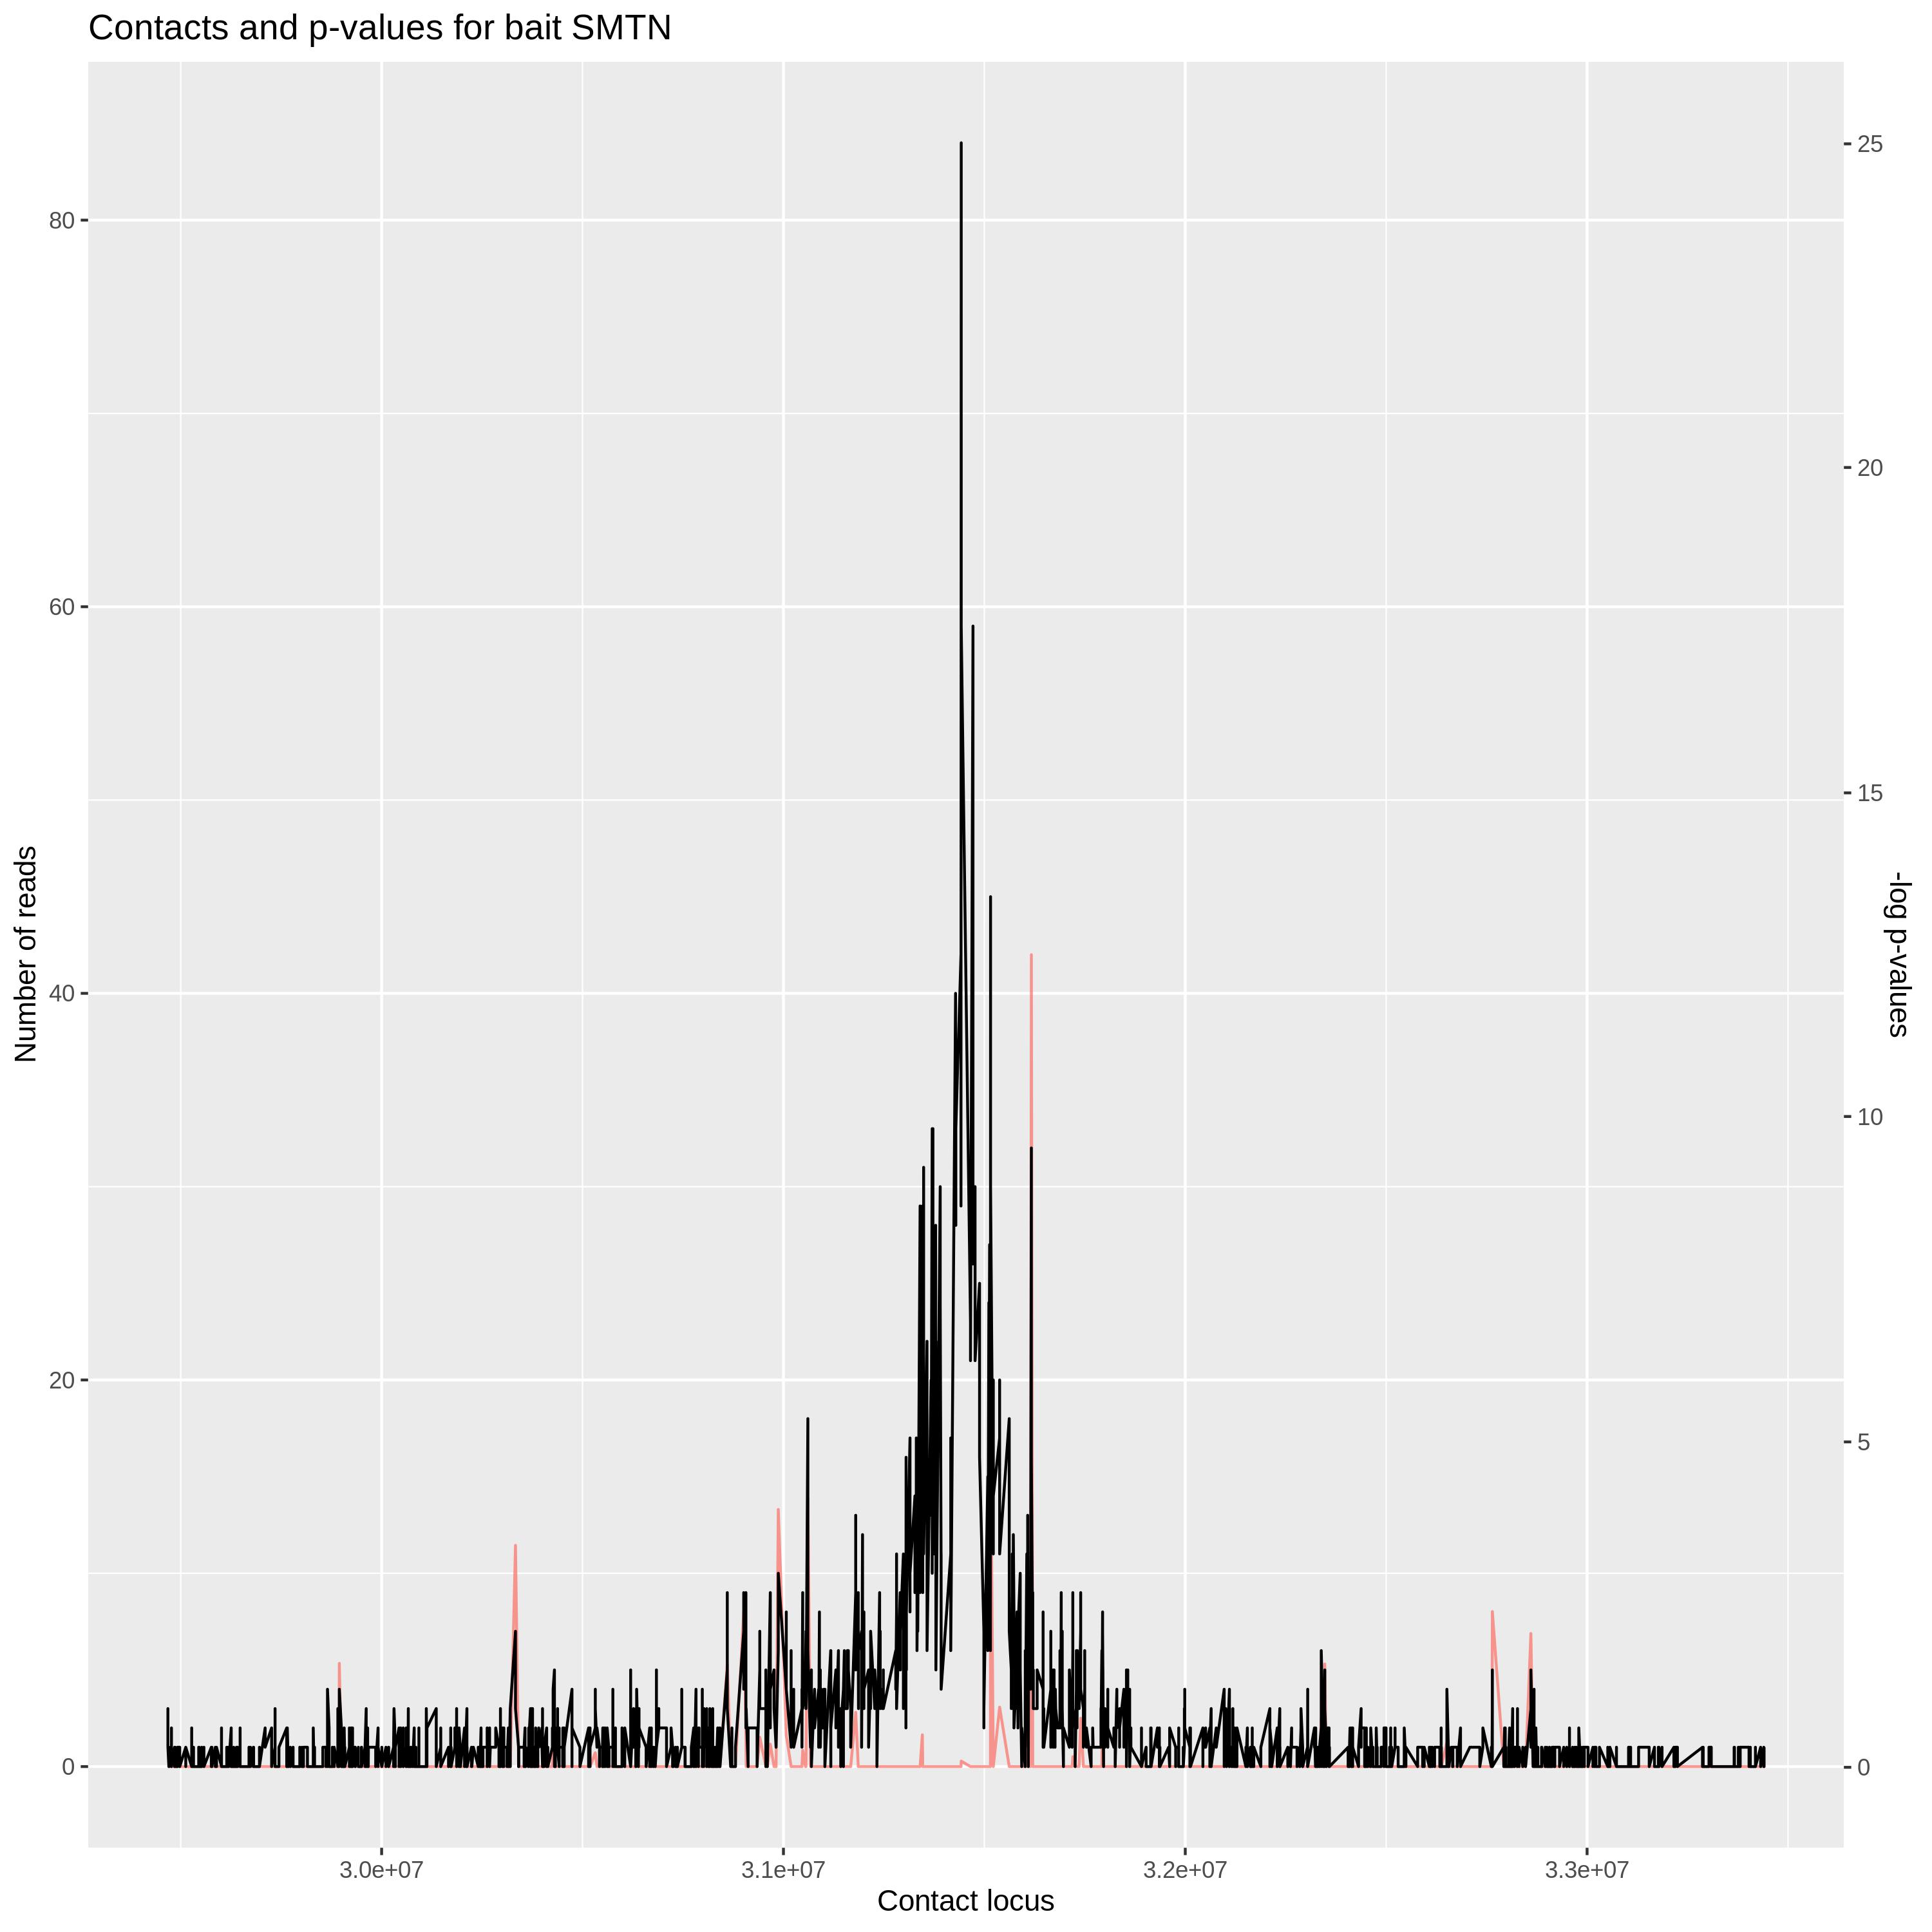 Contacts and p-values for bait SMTN
80
60
40
20
0
Number of reads
25
20
15
10
5
0
-log p-values
3.0e+07
3.1e+07
3.2e+07
3.3e+07
Contact locus